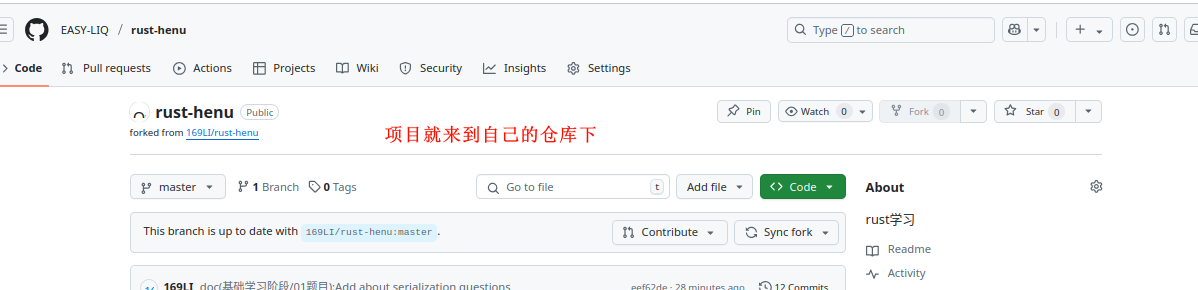 EASY-LIQ / rust-henu
Type / to search
Code Pull requests Actions Projects Wiki Security Insights Settings
rust-henu Public
Pin Watch 0 Fork 0 Star 0
forked from 169LI/rust-henu
项目就来到自己的仓库下
master 1 Branch 0 Tags Go to file t Add file Code
About
rust学习
This branch is up to date with 169LI/rust-henu:master.
Contribute Sync fork
Readme
Activity
169LI doc(基础学习阶段/01题目):Add about serialization questions eef62de · 28 minutes ago 12 Commits